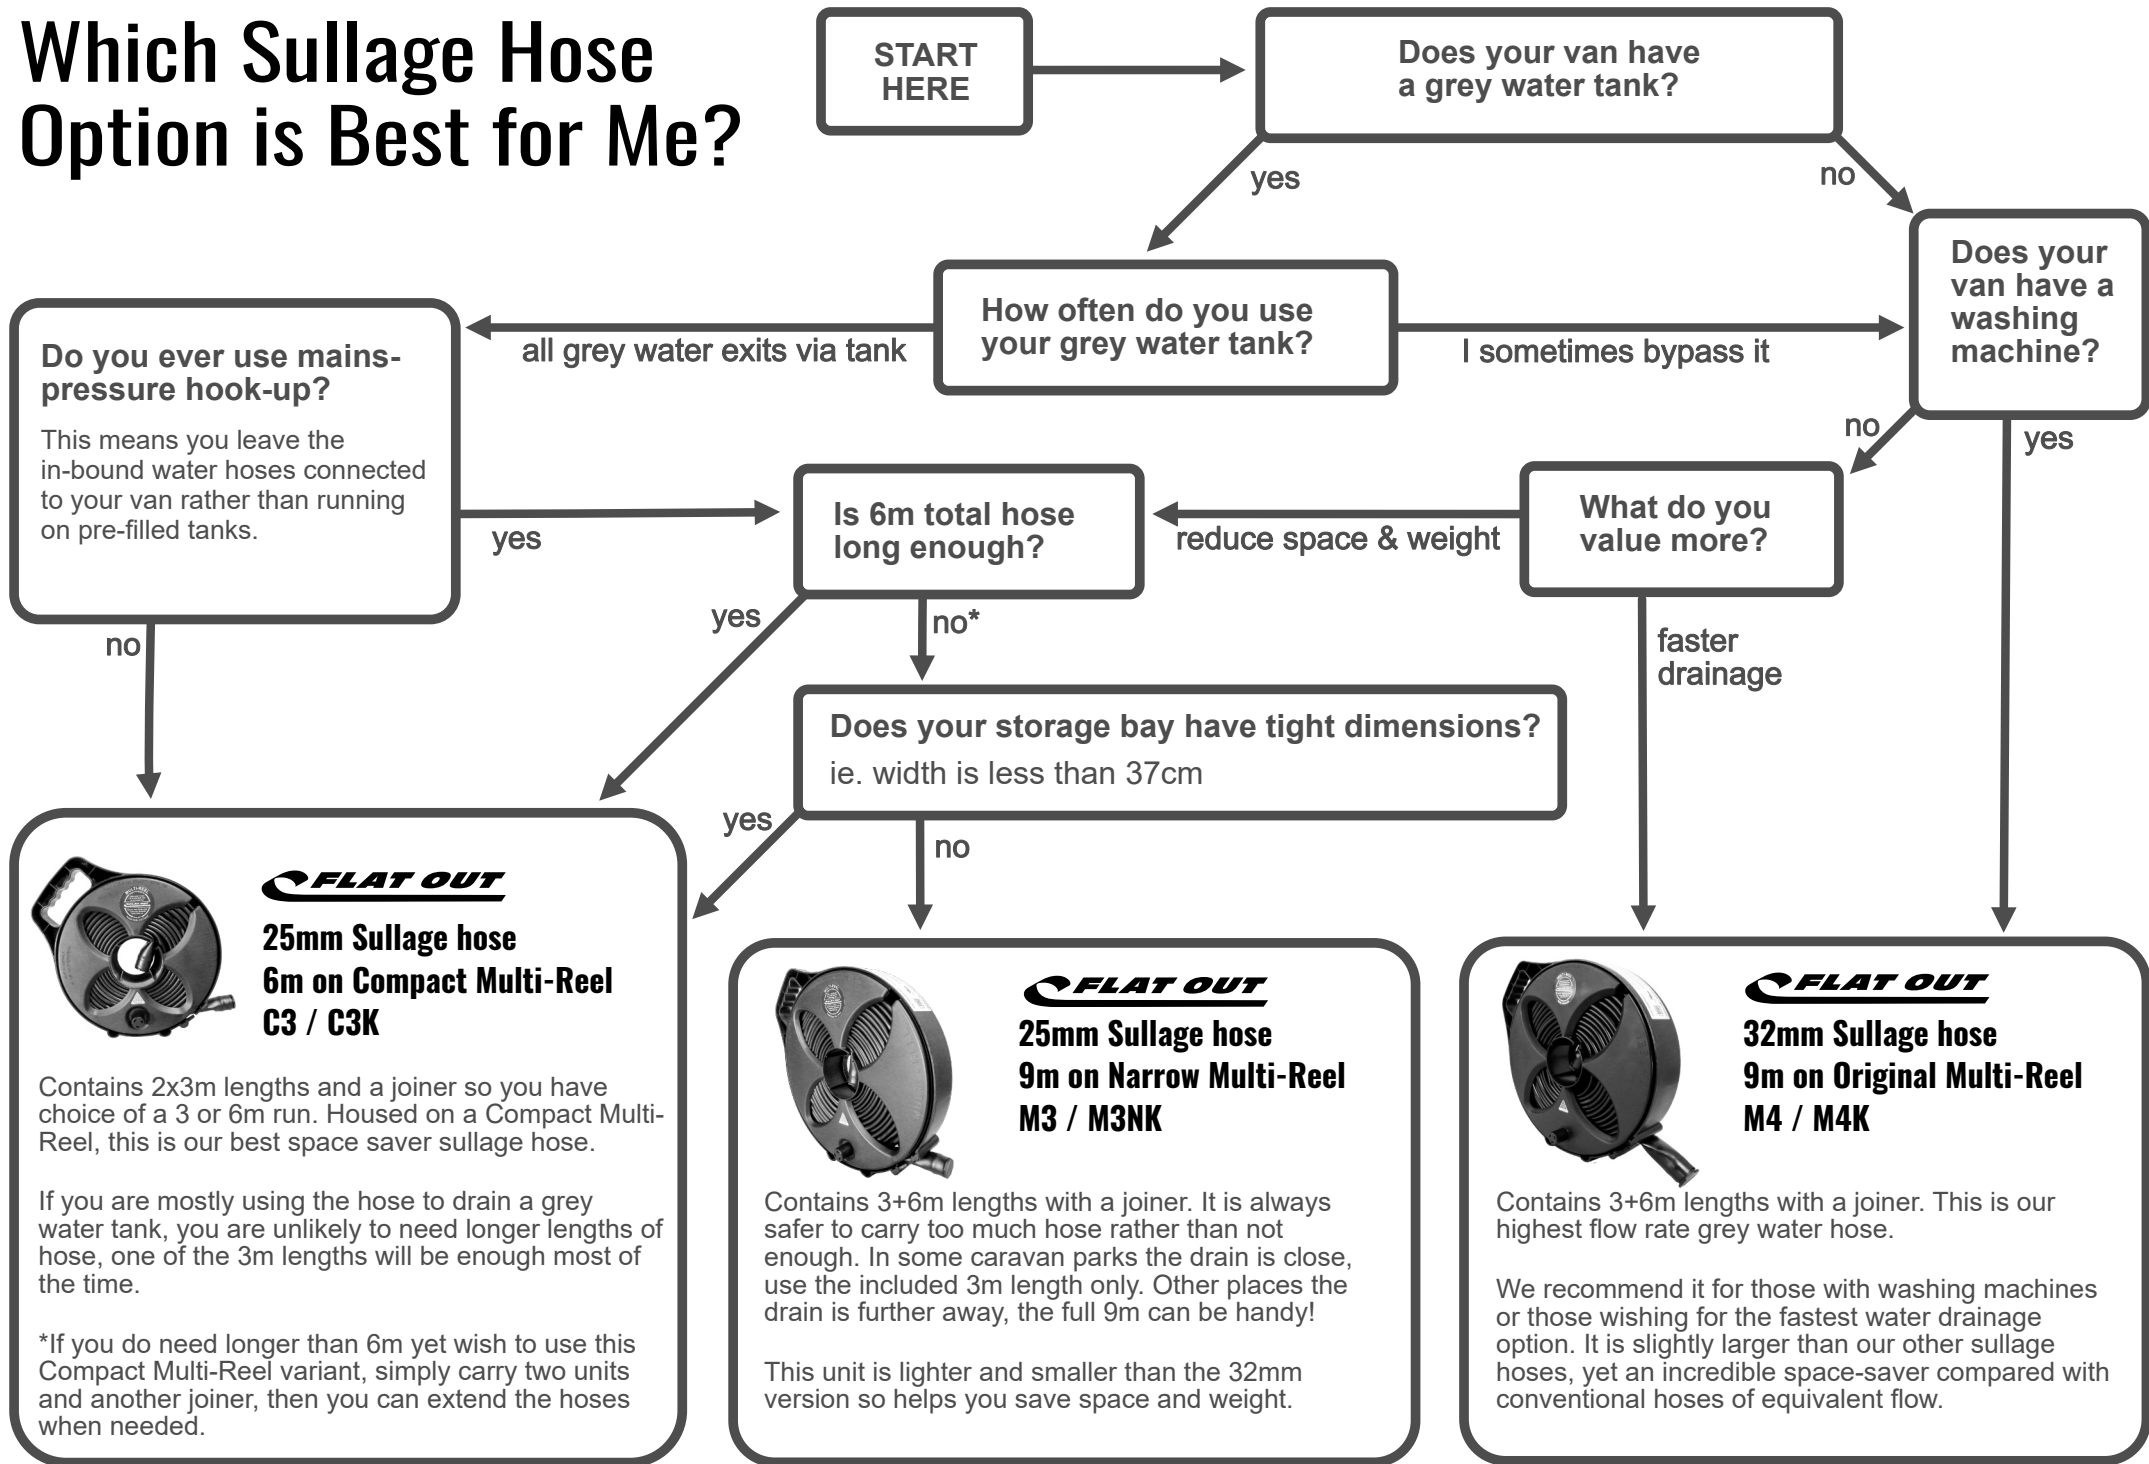 Which Sullage Hose
Option is Best for Me?
START
HERE
Does your van have
a grey water tank?
yes
no
Does your
van have a
washing
machine?
How often do you use
your grey water tank?
all grey water exits via tank
I sometimes bypass it
Do you ever use mains-
pressure hook-up?
This means you leave the
in-bound water hoses connected
to your van rather than running
on pre-filled tanks.
no
yes
yes
Is 6m total hose
long enough?
reduce space & weight
What do you
value more?
no
yes
no*
faster
drainage
Does your storage bay have tight dimensions?
ie. width is less than 37cm
yes
no
FLAT OUT
25mm Sullage hose
6m on Compact Multi-Reel
C3 / C3K
Contains 2x3m lengths and a joiner so you have
choice of a 3 or 6m run. Housed on a Compact Multi-
Reel, this is our best space saver sullage hose.
If you are mostly using the hose to drain a grey
water tank, you are unlikely to need longer lengths of
hose, one of the 3m lengths will be enough most of
the time.
*If you do need longer than 6m yet wish to use this
Compact Multi-Reel variant, simply carry two units
and another joiner, then you can extend the hoses
when needed.
FLAT OUT
25mm Sullage hose
9m on Narrow Multi-Reel
M3 / M3NK
Contains 3+6m lengths with a joiner. It is always
safer to carry too much hose rather than not
enough. In some caravan parks the drain is close,
use the included 3m length only. Other places the
drain is further away, the full 9m can be handy!
This unit is lighter and smaller than the 32mm
version so helps you save space and weight.
FLAT OUT
32mm Sullage hose
9m on Original Multi-Reel
M4 / M4K
Contains 3+6m lengths with a joiner. This is our
highest flow rate grey water hose.
We recommend it for those with washing machines
or those wishing for the fastest water drainage
option. It is slightly larger than our other sullage
hoses, yet an incredible space-saver compared with
conventional hoses of equivalent flow.